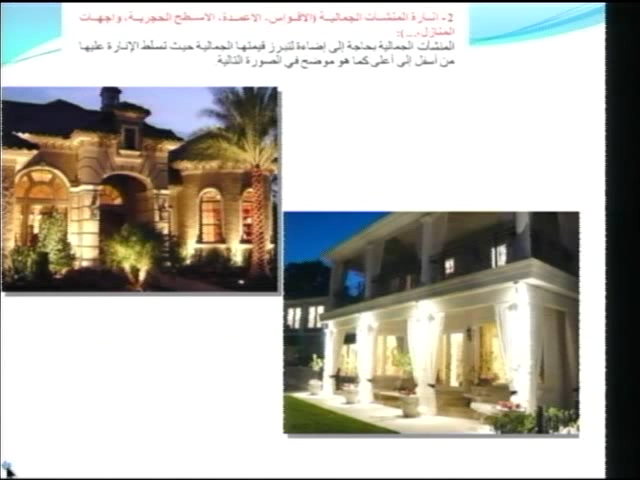 2- إنارة المنشآت الجمالية (الاقواس، الاعمدة، الاسطح الحجرية، واجهات
المنازل،...):
المنشآت الجمالية بحاجة إلى إضاءة لتبرز قيمتها الجمالية حيث تسلط الإنارة عليها
من أسفل إلى أعلى كما هو موضح في الصورة التالية.